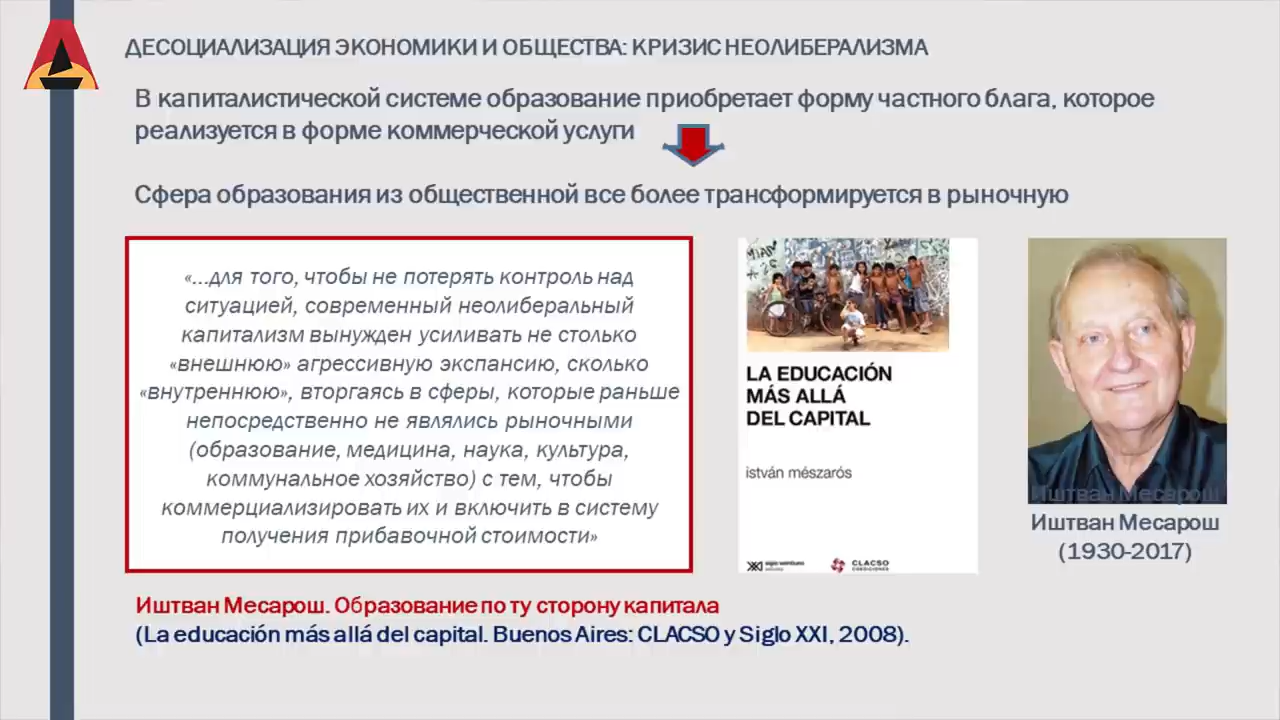 ДЕСОЦИАЛИЗАЦИЯ ЭКОНОМИКИ И ОБЩЕСТВА: КРИЗИС НЕОЛИБЕРАЛИЗМА
В капиталистической системе образование приобретает форму частного блага, которое
реализуется в форме коммерческой услуги
Сфера образования из общественной все более трансформируется в рыночную
«...для того, чтобы не потерять контроль над
ситуацией, современный неолиберальный
капитализм вынужден усиливать не столько
«внешнюю» агрессивную экспансию, сколько
«внутреннюю», вторгаясь в сферы, которые раньше
непосредственно не являлись рыночными
(образование, медицина, наука, культура,
коммунальное хозяйство) с тем, чтобы
коммерциализировать их и включить в систему
получения прибавочной стоимости»
LA EDUCACIÓN
MÁS ALLÁ
DEL CAPITAL
istván mészarós
CLACSO
Иштван Месарош
Иштван Месарош
(1930-2017)
Иштван Месарош. Образование по ту сторону капитала
(La educación más allá del capital. Buenos Aires: CLACSO y Siglo XXI, 2008).